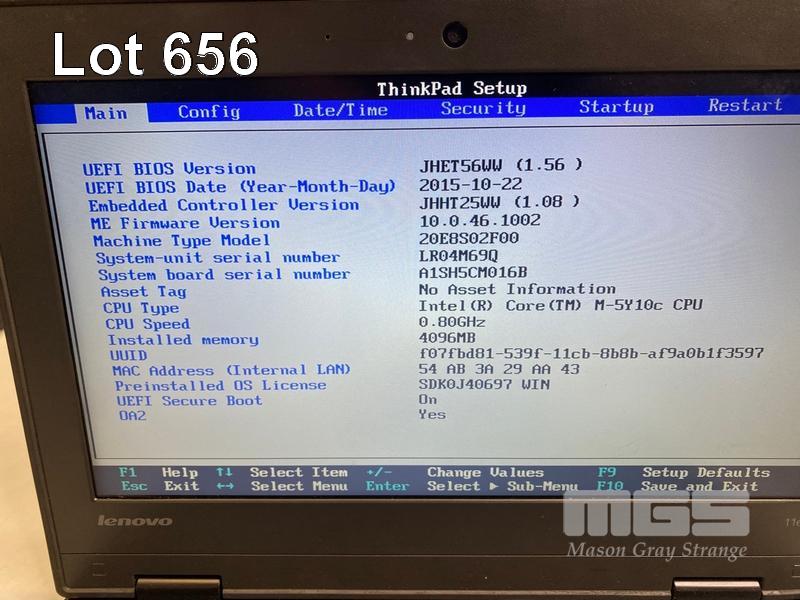 Lot 656
ThinkPad Setup
Main Config Date/Time Security Startup Restart
UEFI BIOS Version JHET56WW (1.56 )
UEFI BIOS Date (Year-Month-Day) 2015-10-22
Embedded Controller Version JHHT25WW (1.08 )
ME Firmware Version 10.0.46.1002
Machine Type Model 20E8S02F00
System-unit serial number LR04M69Q
System board serial number A1SH5CM016B
Asset Tag No Asset Information
CPU Type Intel(R) Core(TM) M-5Y10c CPU
CPU Speed 0.80GHz
Installed memory 4096MB
UUID f07fbd81-539f-11cb-8b8b-af9a0b1f3597
MAC Address (Internal LAN) 54 AB 3A 29 AA 43
Preinstalled OS License SDK0J40697 WIN
UEFI Secure Boot On
OA2 Yes
F1 Help ↑↓ Select Item +/- Change Values F9 Setup Defaults
Esc Exit ←→ Select Menu Enter Select ▶ Sub-Menu F10 Save and Exit
lenovo
MGS
11e
Mason Gray Strange